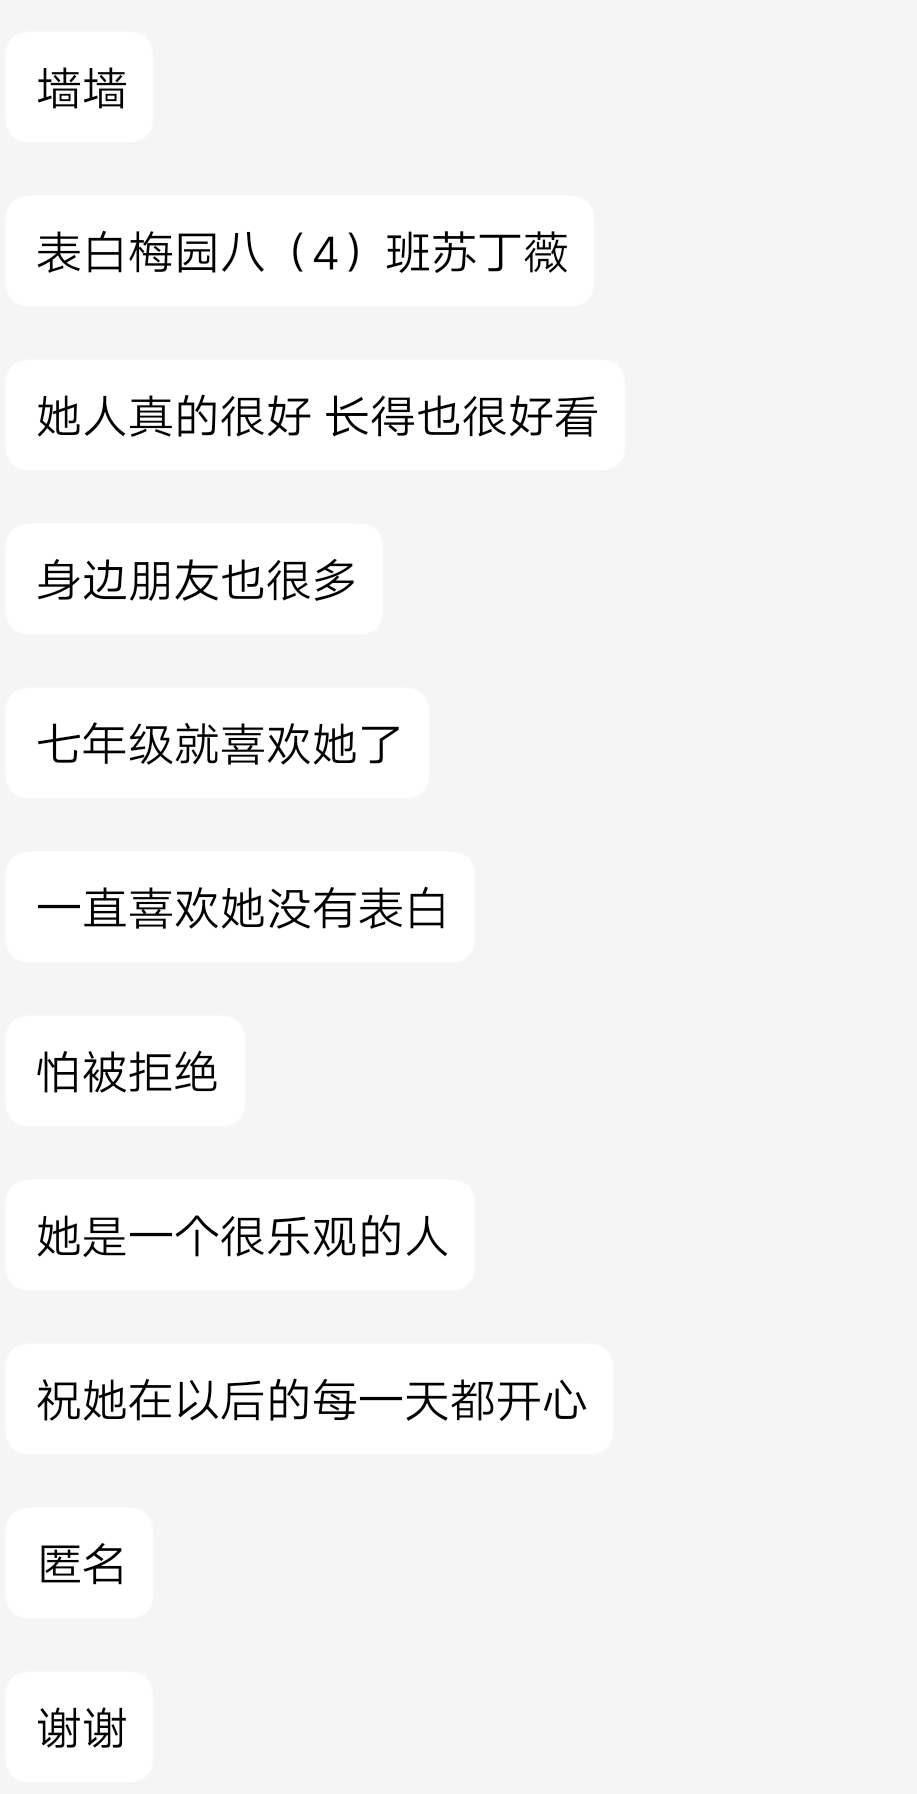 墙墙
表白梅园八（4）班苏丁薇
她人真的很好 长得也很好看
身边朋友也很多
七年级就喜欢她了
一直喜欢她没有表白
怕被拒绝
她是一个很乐观的人
祝她在以后的每一天都开心
匿名
谢谢